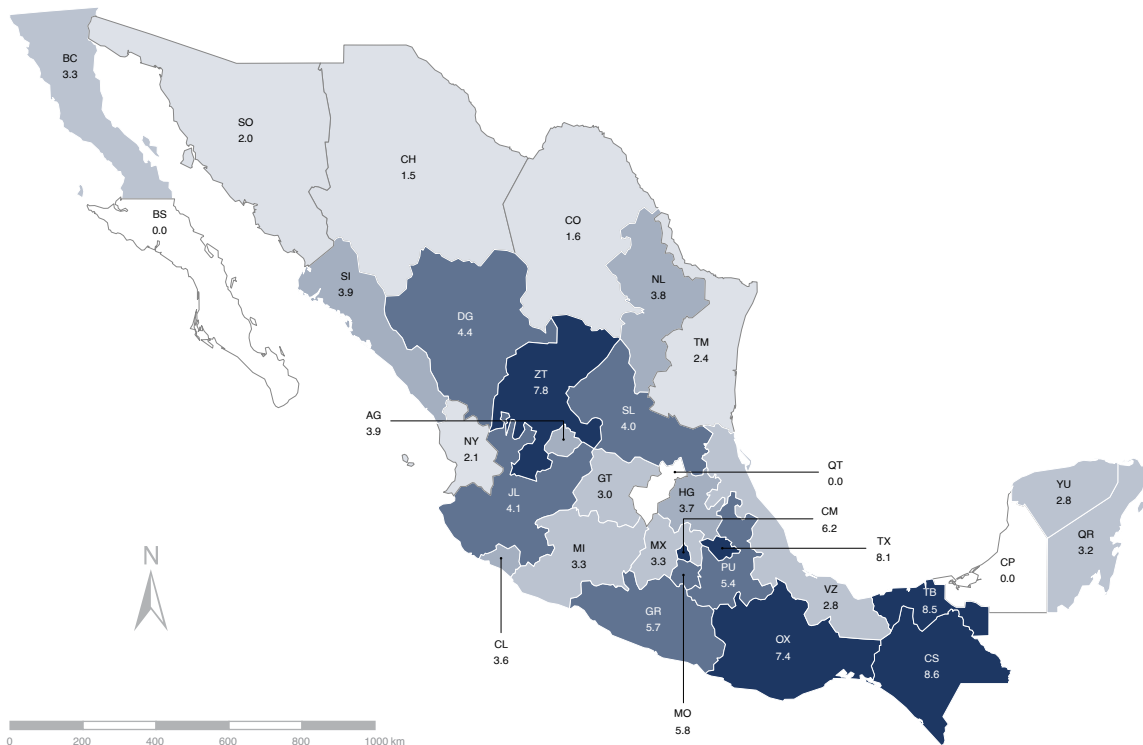 BC
3.3
SO
2.0
CH
1.5
BS
0.0
CO
1.6
SI
3.9
NL
3.8
DG
4.4
TM
2.4
ZT
7.8
AG
3.9
SL
4.0
NY
2.1
QT
0.0
GT
3.0
JL
4.1
HG
3.7
YU
2.8
CM
6.2
QR
3.2
TX
8.1
MI
3.3
MX
3.3
PU
5.4
CP
0.0
VZ
2.8
TB
8.5
GR
5.7
OX
7.4
CS
8.6
CL
3.6
MO
5.8
N
0 200 400 600 800 1000 km